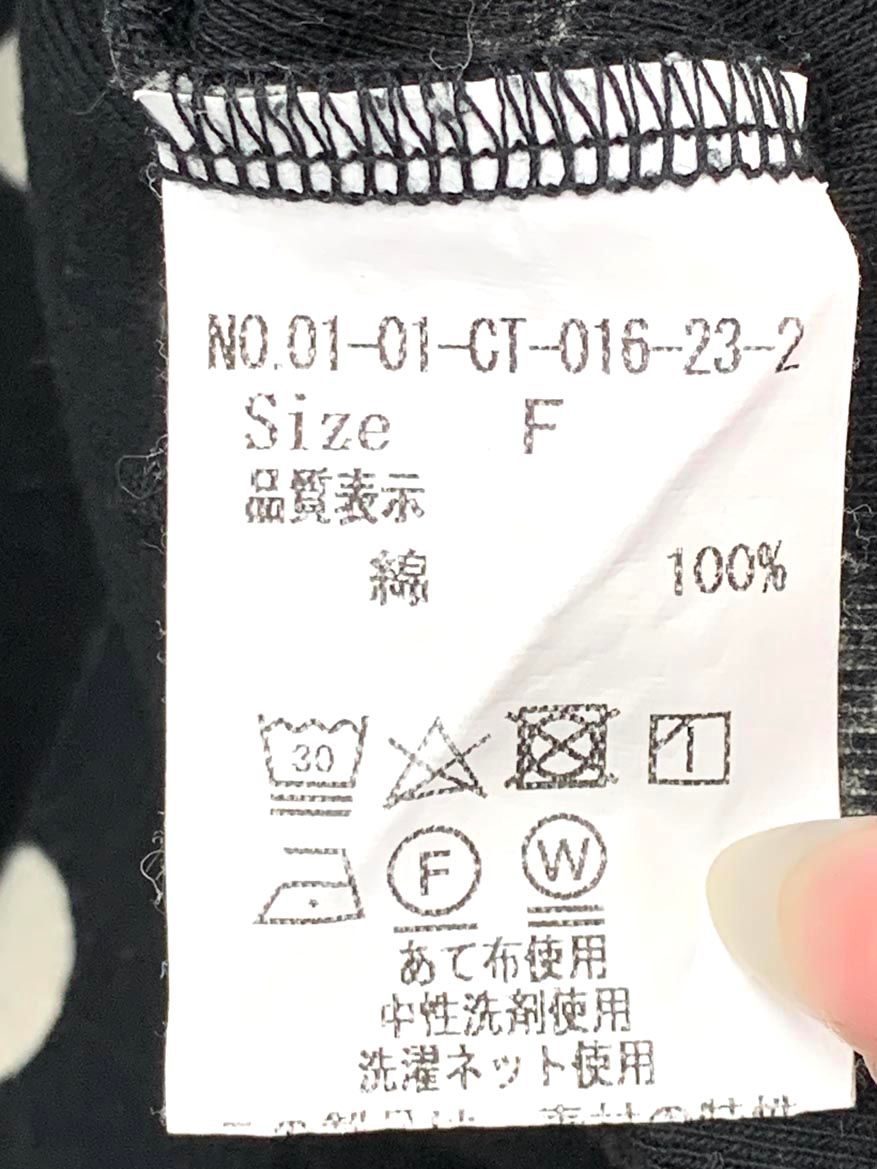 NO.01-01-CT-016-23-2
Size F
品質表示
綿 100%
30
F W
あて布使用
中性洗剤使用
洗濯ネット使用